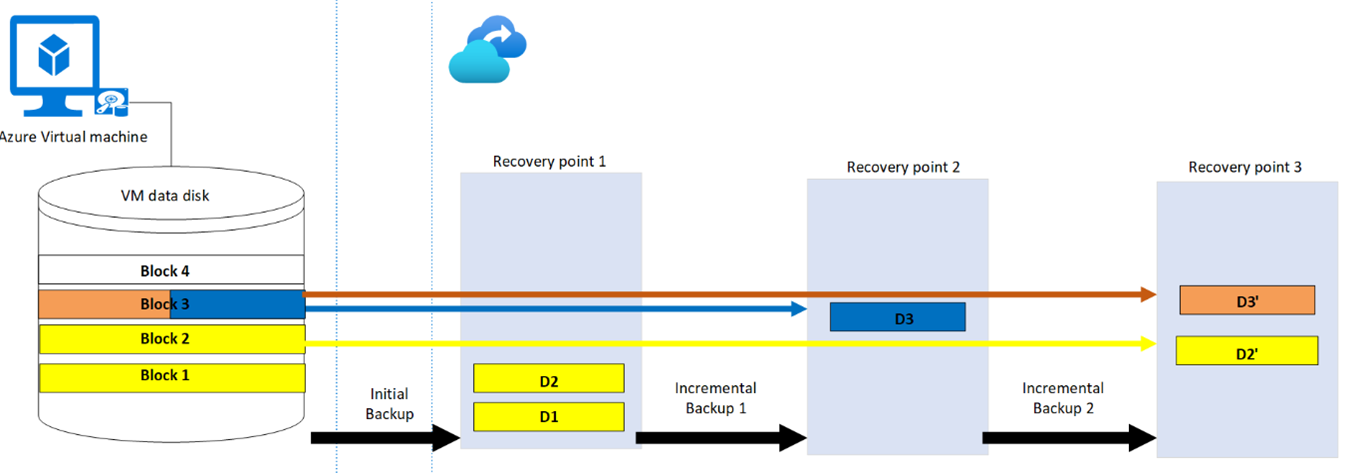 Azure Virtual machine
VM data disk
Block 4
Block 3
Block 2
Block 1
Initial
Backup
Recovery point 1
D2
D1
Incremental
Backup 1
Recovery point 2
D3
Incremental
Backup 2
Recovery point 3
D3'
D2'